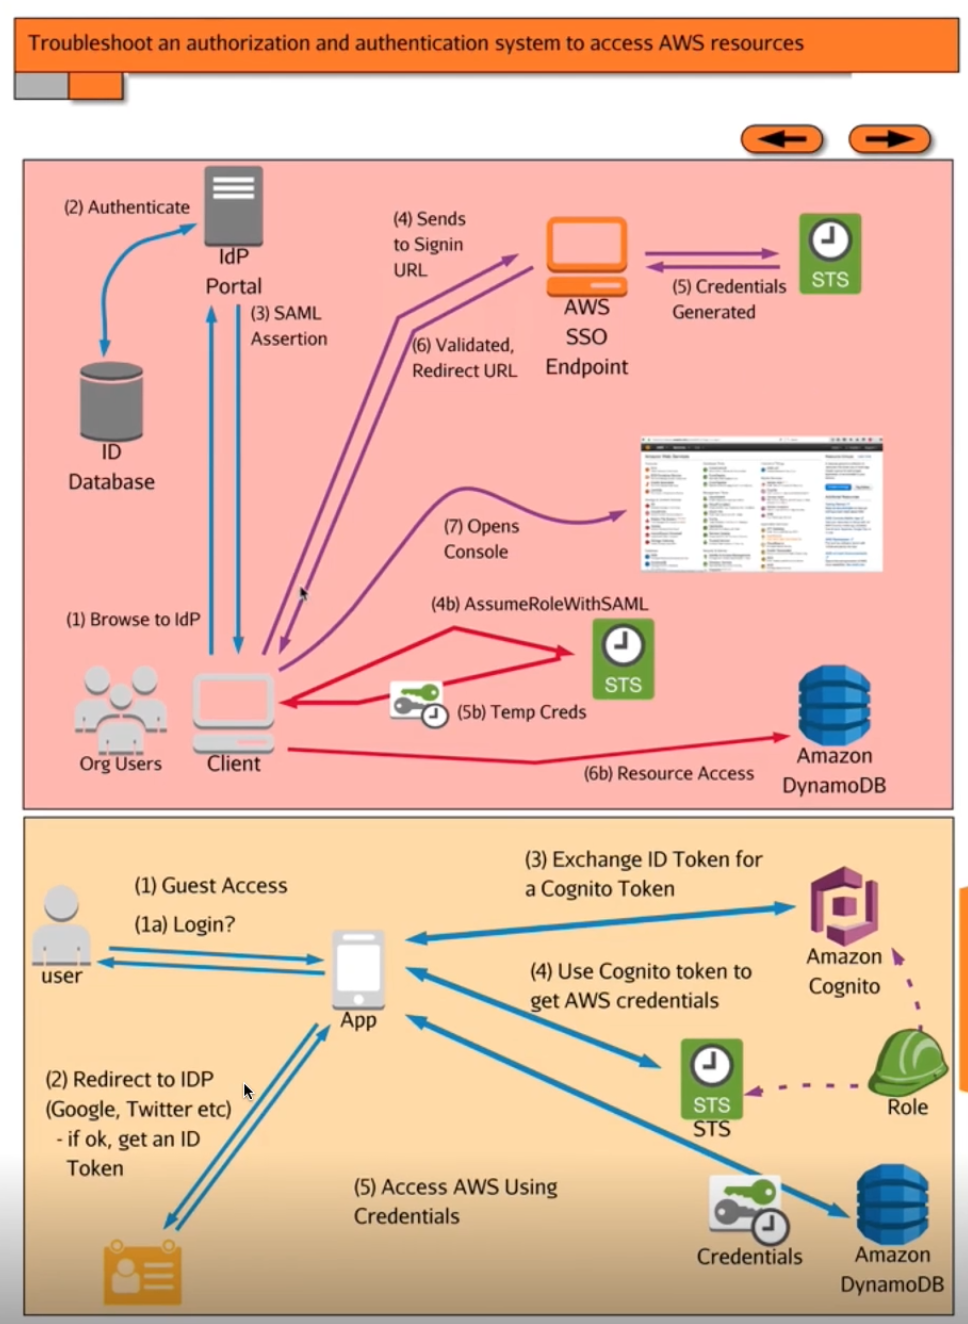 Troubleshoot an authorization and authentication system to access AWS resources
(2) Authenticate
IdP
Portal
(3) SAML
Assertion
ID
Database
(4) Sends
to Signin
URL
(6) Validated,
Redirect URL
AWS
SSO
Endpoint
(5) Credentials
Generated
STS
(7) Opens
Console
(1) Browse to IdP
Org Users
Client
(4b) AssumeRoleWithSAML
STS
(5b) Temp Creds
(6b) Resource Access
Amazon
DynamoDB
(1) Guest Access
(1a) Login?
user
App
(3) Exchange ID Token for
a Cognito Token
Amazon
Cognito
(4) Use Cognito token to
get AWS credentials
STS
STS
Role
(2) Redirect to IDP
(Google, Twitter etc)
- if ok, get an ID
Token
(5) Access AWS Using
Credentials
Credentials
Amazon
DynamoDB